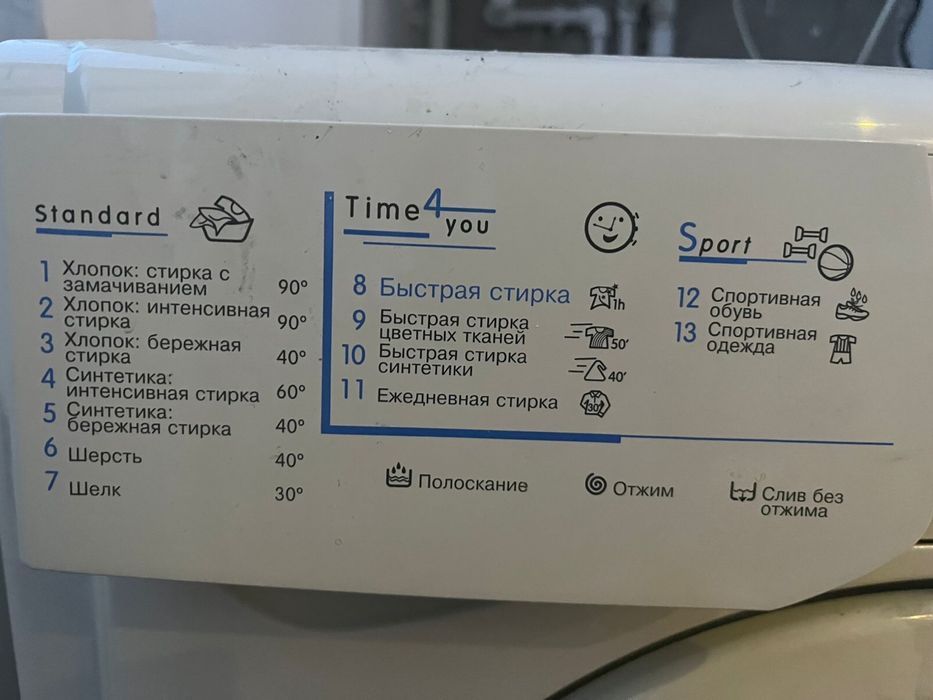 Standard
1 Хлопок: стирка с
замачиванием 90°
2 Хлопок: интенсивная
стирка 90°
3 Хлопок: бережная
стирка 40°
4 Синтетика:
интенсивная стирка 60°
5 Синтетика:
бережная стирка 40°
6 Шерсть 40°
7 Шелк 30°
Time 4
you
8 Быстрая стирка 1h
9 Быстрая стирка
цветных тканей 50'
10 Быстрая стирка
синтетики 40'
11 Ежедневная стирка 30'
Sport
12 Спортивная
обувь
13 Спортивная
одежда
Полоскание
Отжим
Слив без
отжима